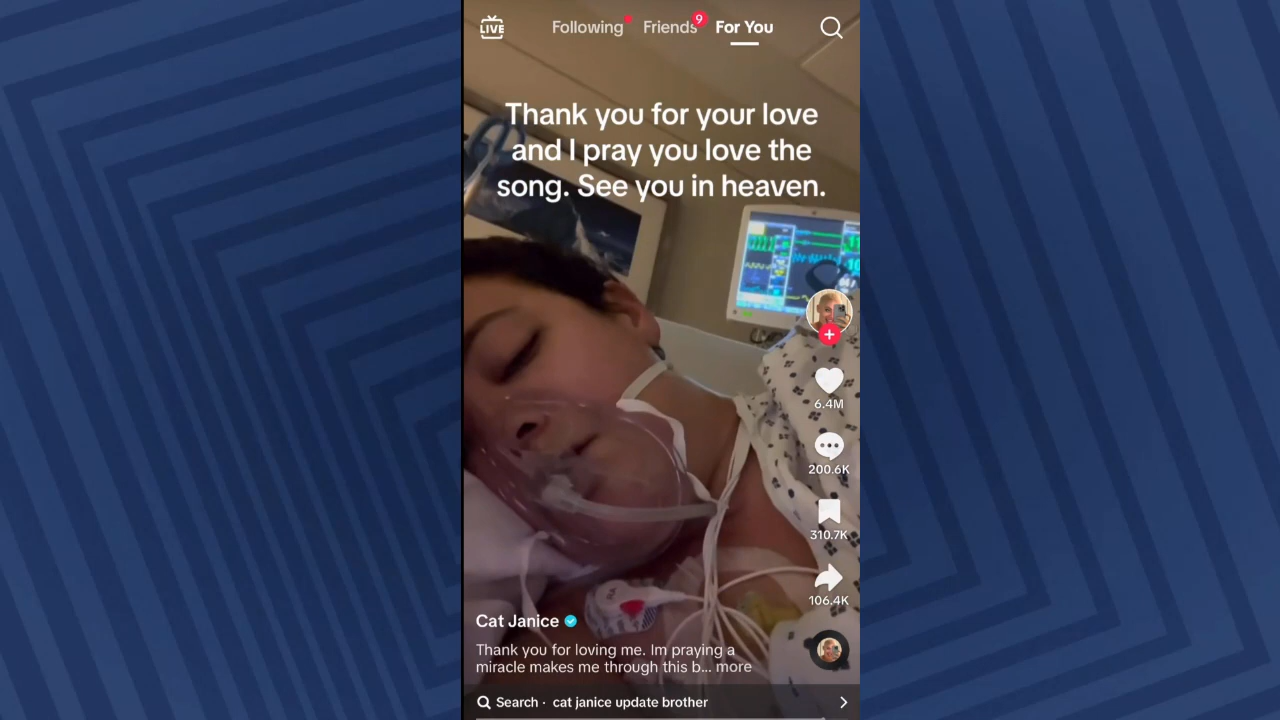 LIVE
Following
Friends
9
For You
Thank you for your love
and I pray you love the
song. See you in heaven.
6.4M
200.6K
310.7K
106.4K
RA
Cat Janice
Thank you for loving me. Im praying a
miracle makes me through this b... more
Search · cat janice update brother